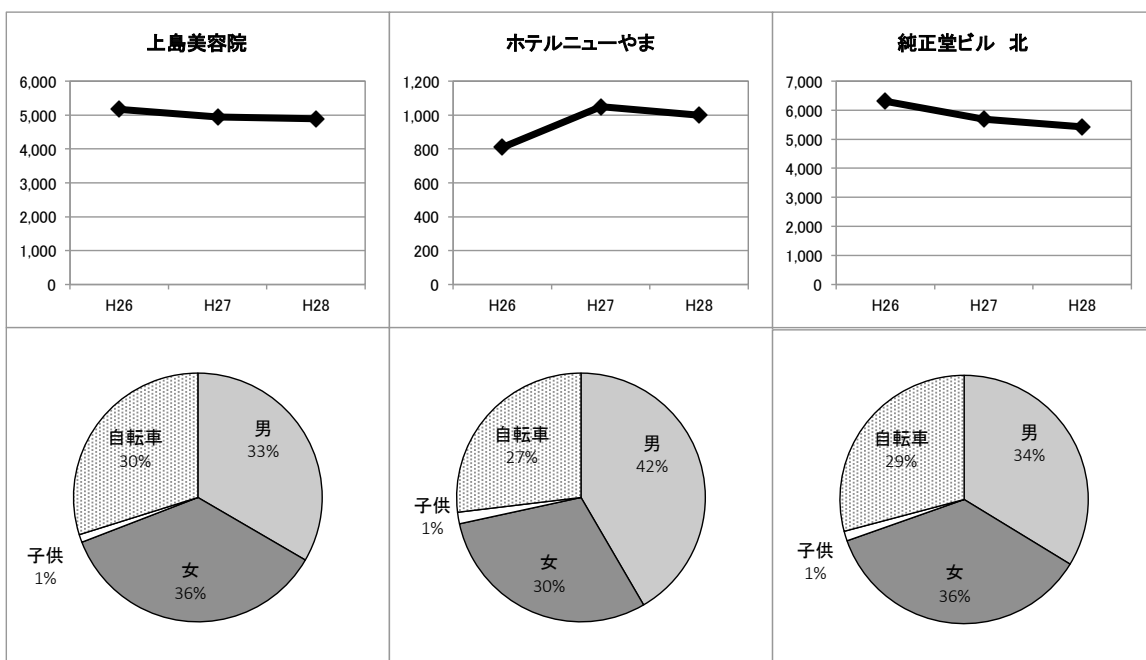 上島美容院
6,000
5,000
4,000
3,000
2,000
1,000
0
H26 H27 H28
ホテルニューやま
1,200
1,000
800
600
400
200
0
H26 H27 H28
純正堂ビル 北
7,000
6,000
5,000
4,000
3,000
2,000
1,000
0
H26 H27 H28
男
33%
女
36%
子供
1%
自転車
30%
男
42%
女
30%
子供
1%
自転車
27%
男
34%
女
36%
子供
1%
自転車
29%